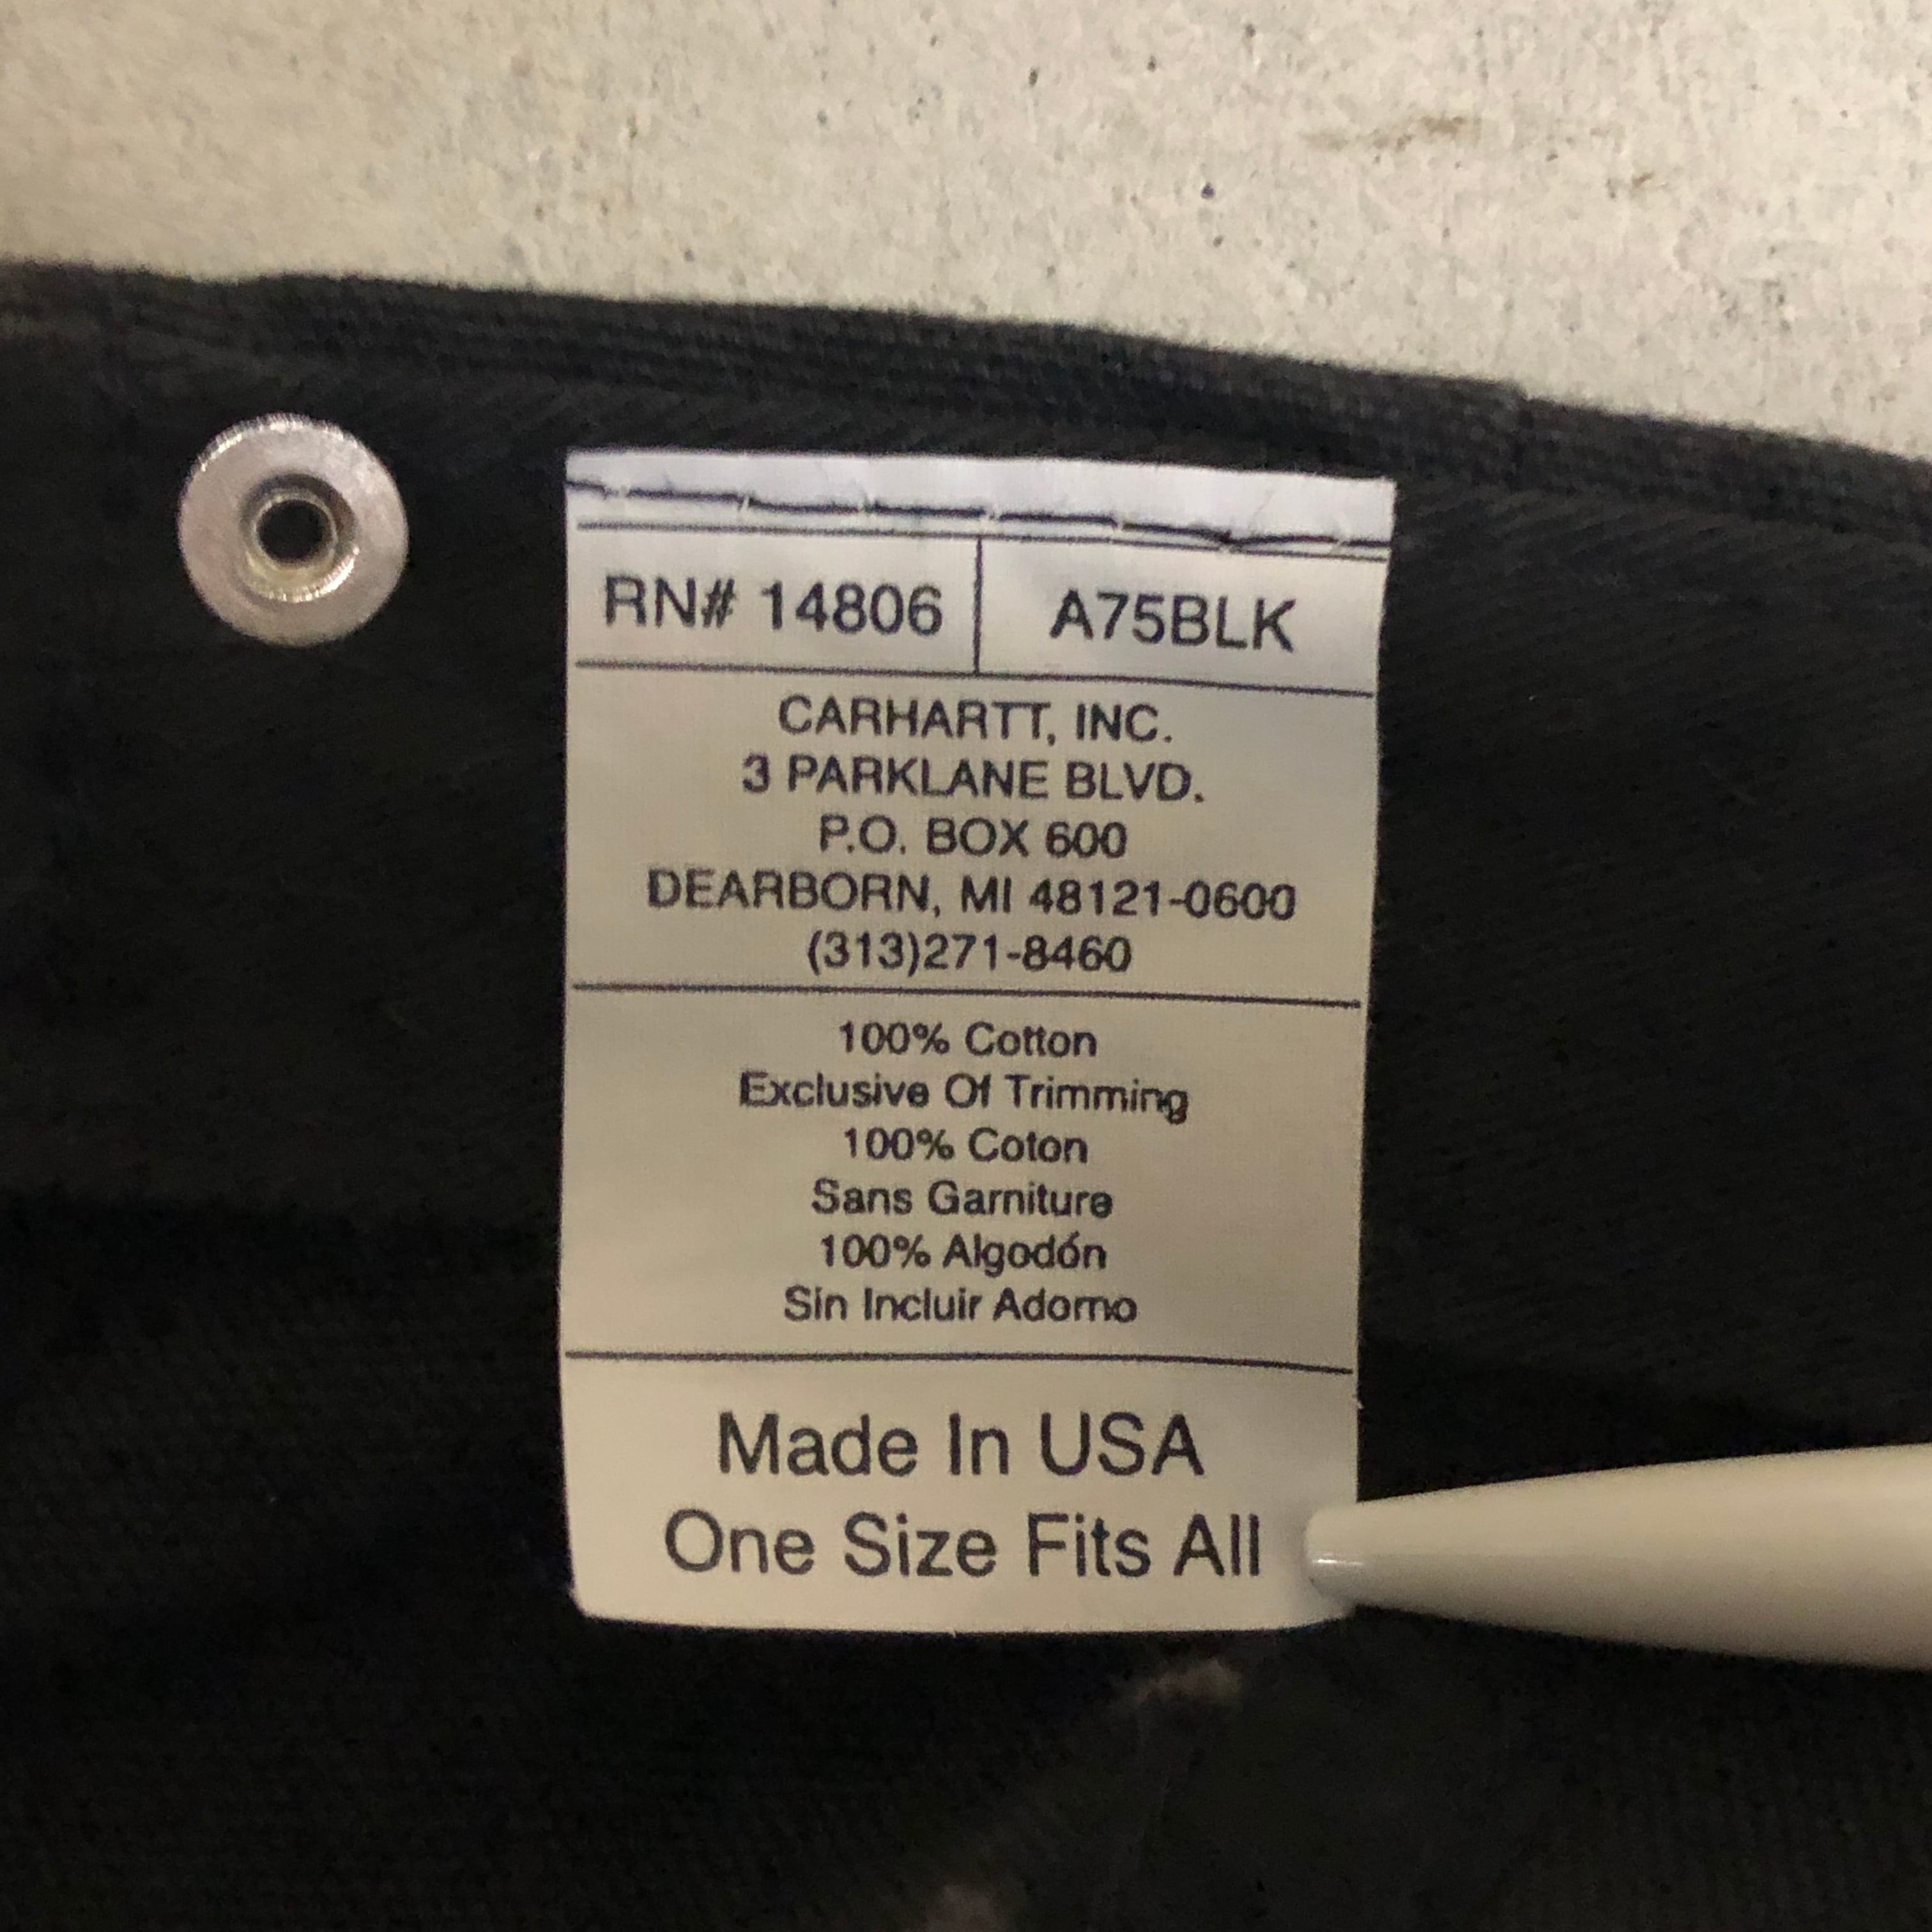 RN# 14806 A75BLK
CARHARTT, INC.
3 PARKLANE BLVD.
P.O. BOX 600
DEARBORN, MI 48121-0600
(313)271-8460
100% Cotton
Exclusive Of Trimming
100% Coton
Sans Garniture
100% Algodón
Sin Incluir Adorno
Made In USA
One Size Fits All